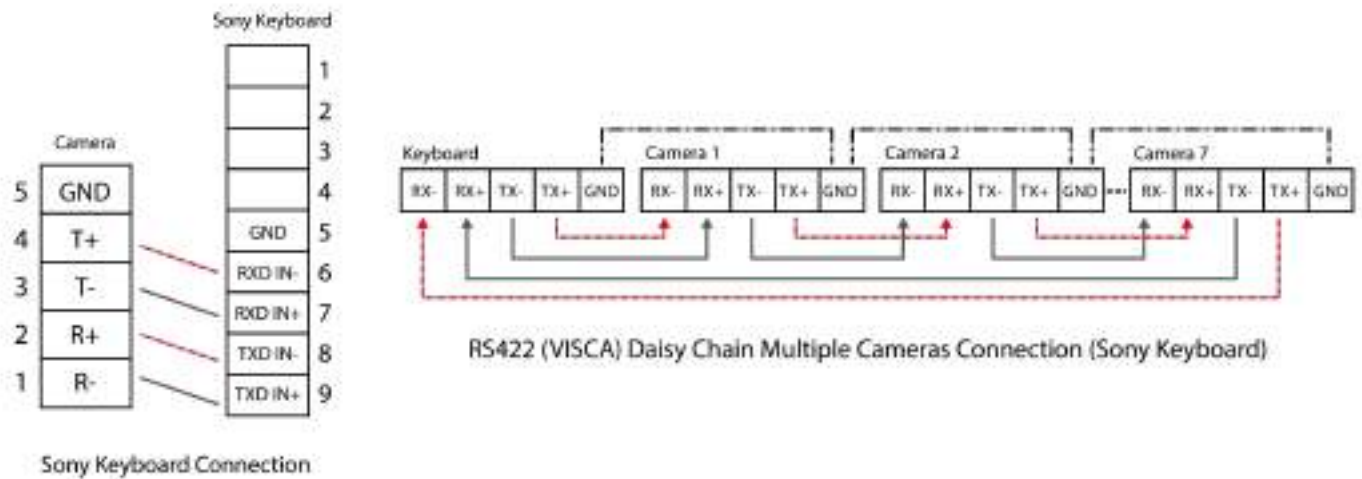 Sony Keyboard
1
2
3
4
GND 5
RXD IN- 6
RXD IN+ 7
TXD IN- 8
TXD IN+ 9
Camera
5 GND
4 T+
3 T-
2 R+
1 R-
Sony Keyboard Connection
Keyboard Camera 1 Camera 2 Camera 7
RX- RX+ TX- TX+ GND RX- RX+ TX- TX+ GND RX- RX+ TX- TX+ GND RX- RX+ TX- TX+ GND
RS422 (VISCA) Daisy Chain Multiple Cameras Connection (Sony Keyboard)